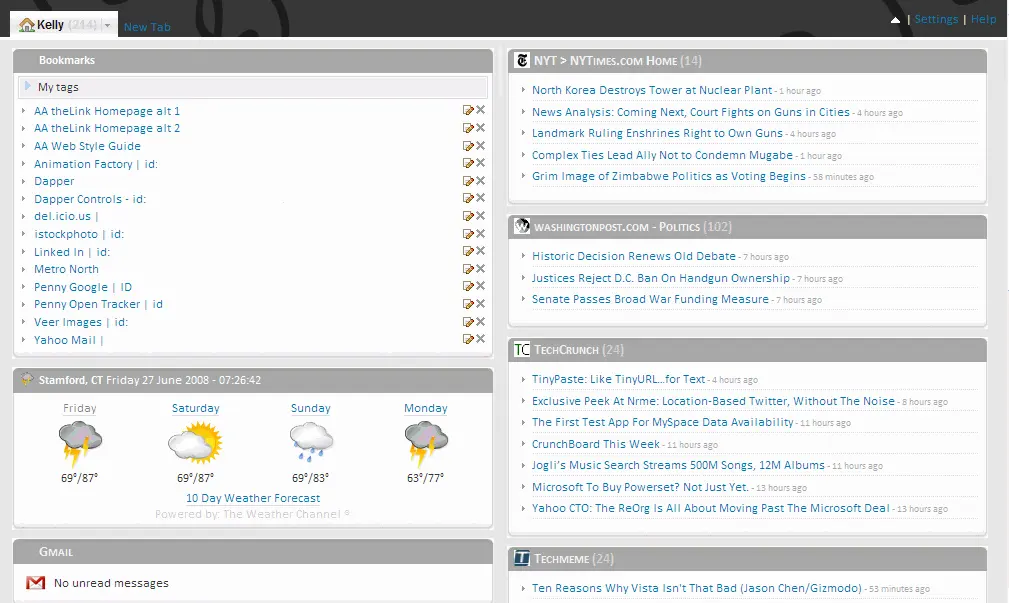 Kelly (214)
New Tab
| Settings | Help
Bookmarks
My tags
AA theLink Homepage alt 1
AA theLink Homepage alt 2
AA Web Style Guide
Animation Factory | id:
Dapper
Dapper Controls - id:
del.icio.us |
istockphoto | id:
Linked In | id:
Metro North
Penny Google | ID
Penny Open Tracker | id
Veer Images | id:
Yahoo Mail |
Stamford, CT Friday 27 June 2008 - 07:26:42
Friday Saturday Sunday Monday
69°/87° 69°/87° 69°/83° 63°/77°
10 Day Weather Forecast
Powered by: The Weather Channel ®
Gmail
No unread messages
NYT > NYTimes.com Home (14)
North Korea Destroys Tower at Nuclear Plant - 1 hour ago
News Analysis: Coming Next, Court Fights on Guns in Cities - 4 hours ago
Landmark Ruling Enshrines Right to Own Guns - 4 hours ago
Complex Ties Lead Ally Not to Condemn Mugabe - 1 hour ago
Grim Image of Zimbabwe Politics as Voting Begins - 58 minutes ago
washingtonpost.com - Politics (102)
Historic Decision Renews Old Debate - 7 hours ago
Justices Reject D.C. Ban On Handgun Ownership - 7 hours ago
Senate Passes Broad War Funding Measure - 7 hours ago
TC TechCrunch (24)
TinyPaste: Like TinyURL...for Text - 4 hours ago
Exclusive Peek At Nrme: Location-Based Twitter, Without The Noise - 8 hours ago
The First Test App For MySpace Data Availability - 11 hours ago
CrunchBoard This Week - 11 hours ago
Jogli's Music Search Streams 500M Songs, 12M Albums - 11 hours ago
Microsoft To Buy Powerset? Not Just Yet. - 13 hours ago
Yahoo CTO: The ReOrg Is All About Moving Past The Microsoft Deal - 13 hours ago
T Techmeme (24)
Ten Reasons Why Vista Isn't That Bad (Jason Chen/Gizmodo) - 53 minutes ago